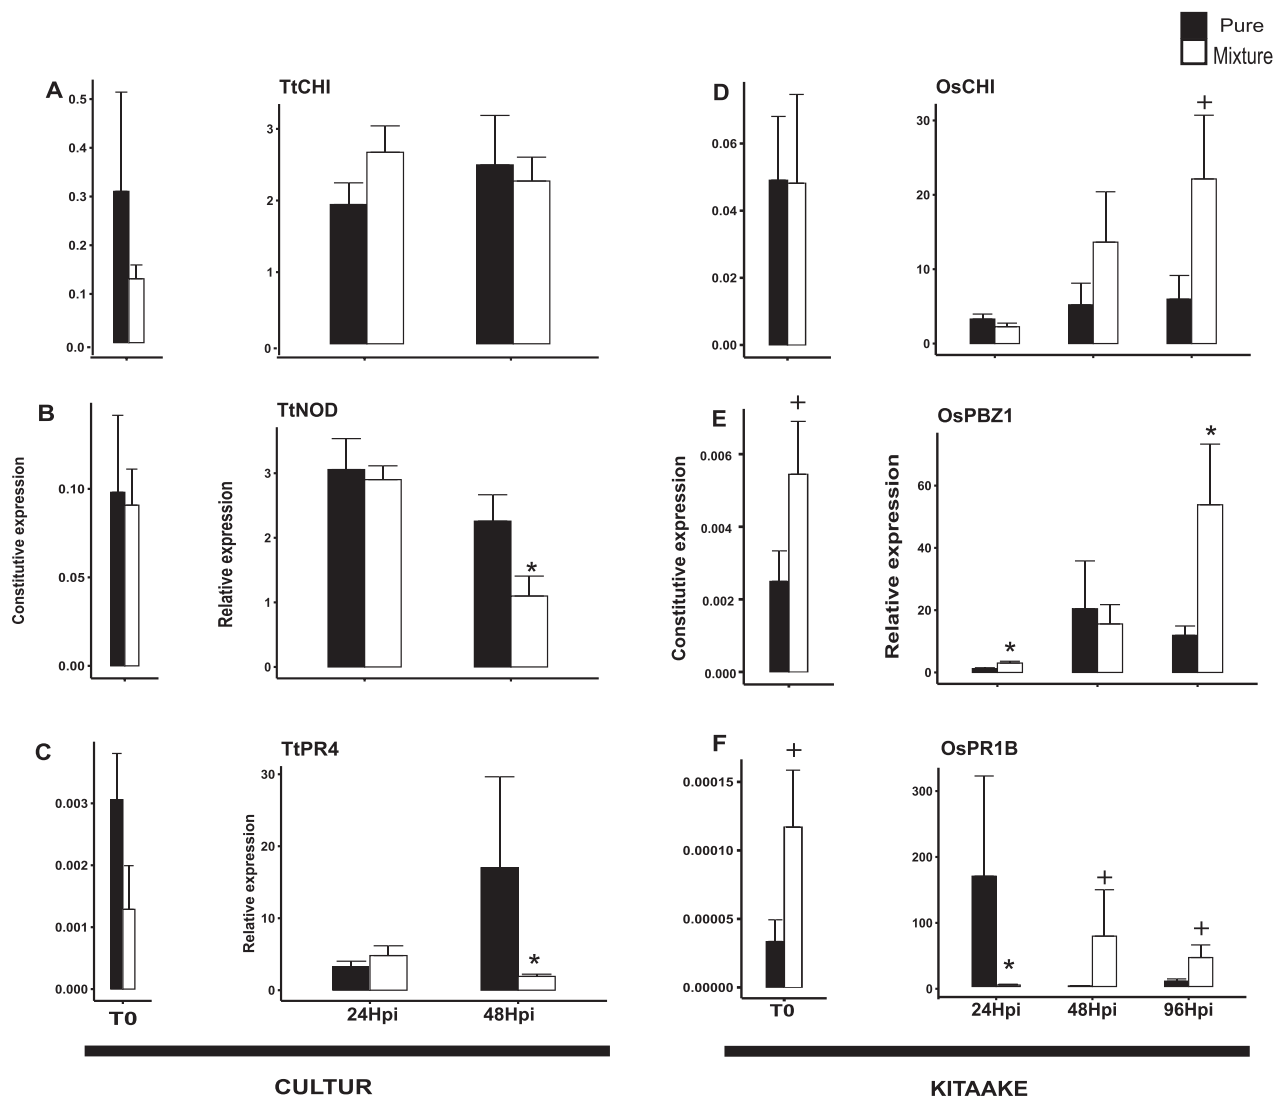 Pure
Mixture
A
TtCHI
0.5
0.4
0.3
0.2
0.1
0.0
3
2
1
0
D
OsCHI
0.06
0.04
0.02
0.00
30
20
10
0
+
B
TtNOD
Constitutive expression
0.10
0.05
0.00
Relative expression
3
2
1
0
*
E
OsPBZ1
Constitutive expression
0.006
0.004
0.002
0.000
+
Relative expression
60
40
20
0
*
*
C
TtPR4
0.003
0.002
0.001
0.000
T0
Relative expression
30
20
10
0
*
24Hpi
48Hpi
F
OsPR1B
0.00015
0.00010
0.00005
0.00000
+
T0
300
200
100
0
*
+
+
24Hpi
48Hpi
96Hpi
CULTUR
KITAAKE